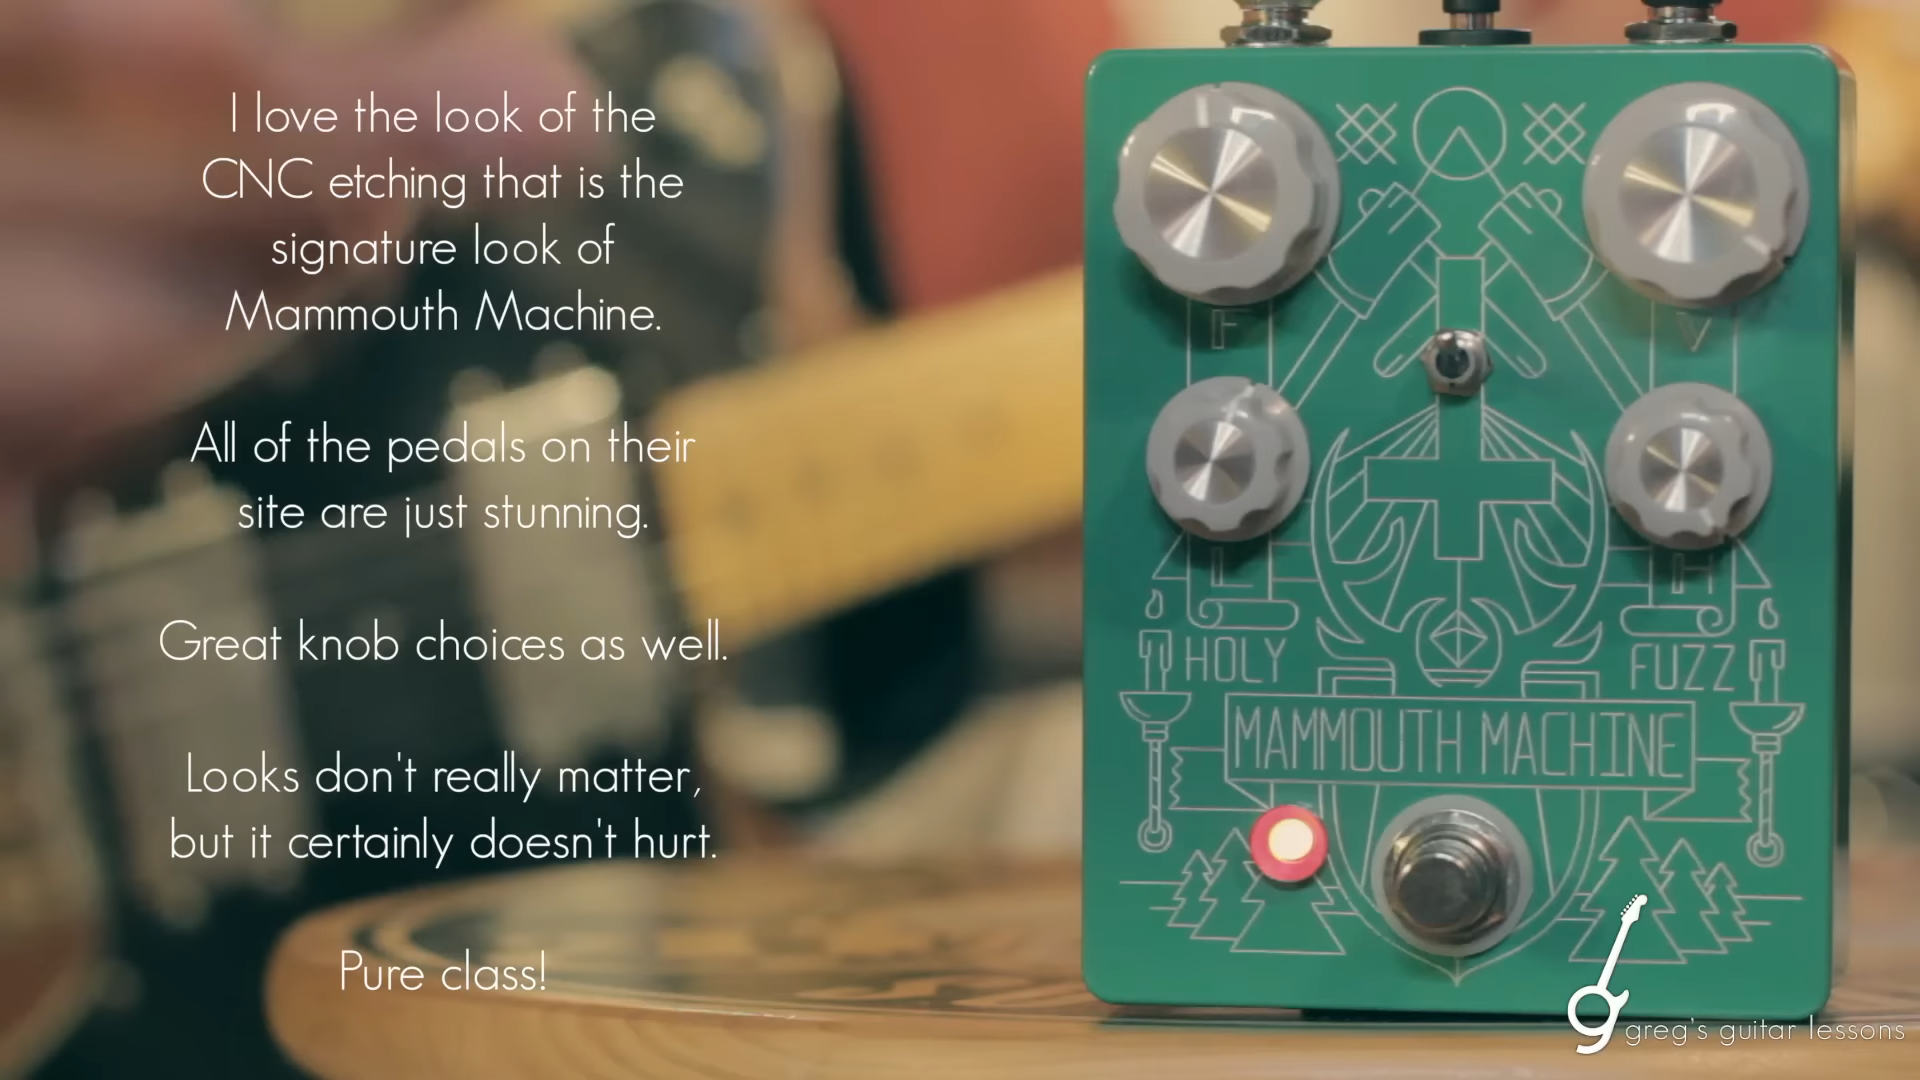 I love the look of the
CNC etching that is the
signature look of
Mammouth Machine.
All of the pedals on their
site are just stunning.
Great knob choices as well.
Looks don't really matter,
but it certainly doesn't hurt.
Pure class!
F
V
L
H
HOLY
FUZZ
MAMMOUTH MACHINE
greg's guitar lessons